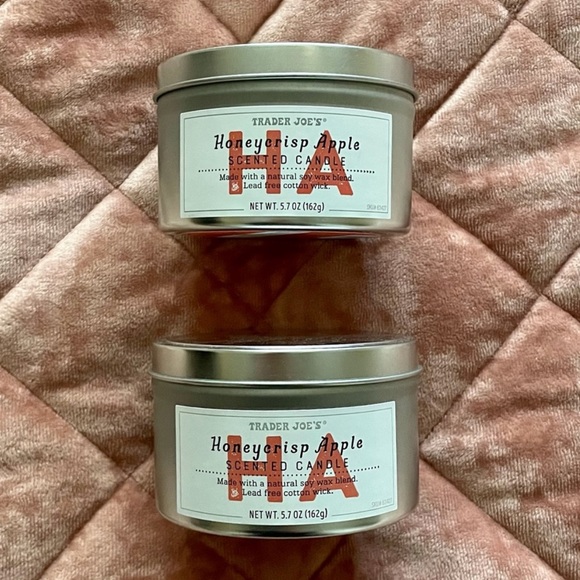 TRADER JOE'S®
Honeycrisp Apple
SCENTED CANDLE
HA
Made with a natural soy wax blend.
Lead free cotton wick.
NET WT. 5.7 OZ (162g)
TRADER JOE'S®
Honeycrisp Apple
SCENTED CANDLE
HA
Made with a natural soy wax blend.
Lead free cotton wick.
NET WT. 5.7 OZ (162g)